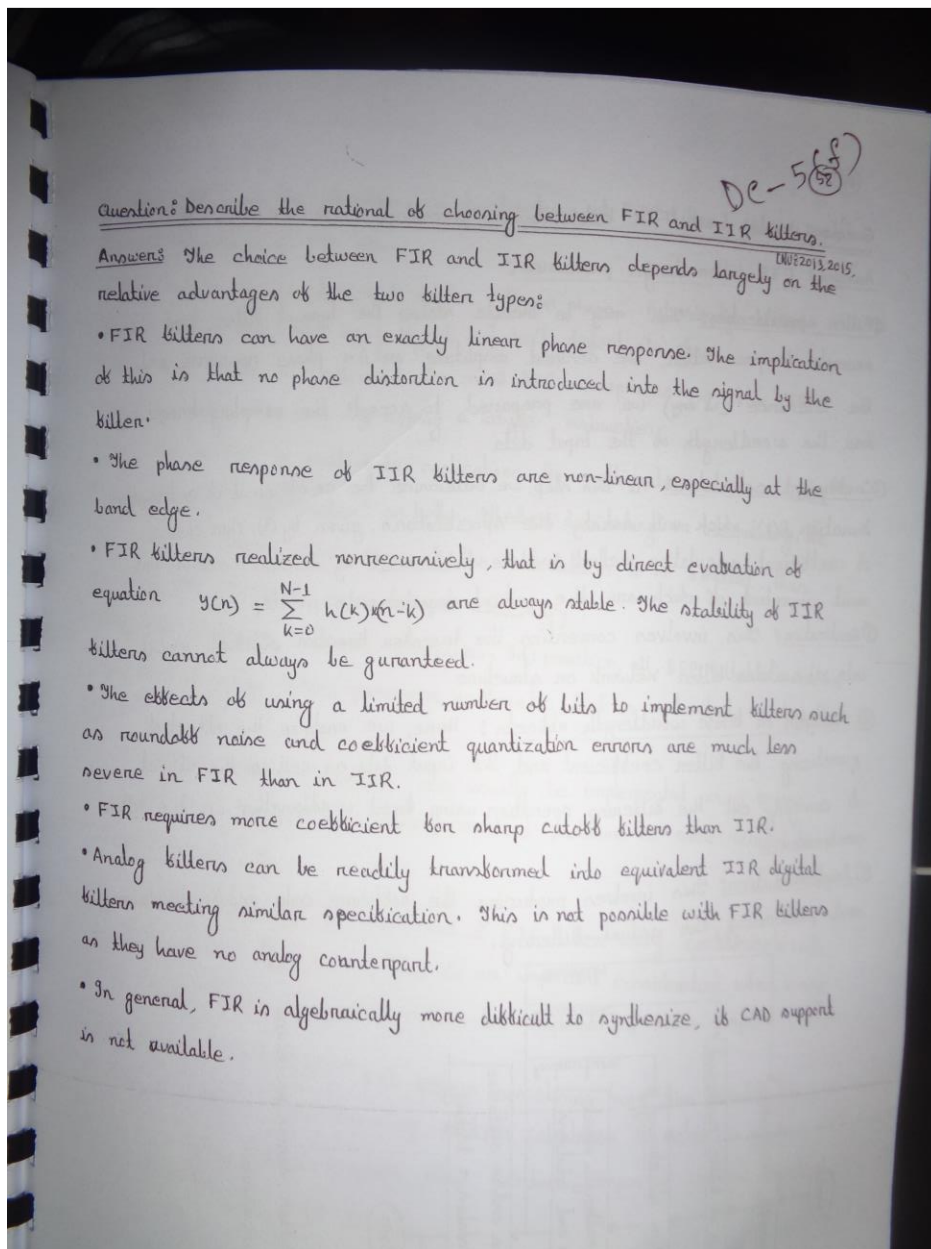 DC-5(52)(f)
Question: Describe the rational of choosing between FIR and IIR filters.
2013, 2015,
Answer: The choice between FIR and IIR filters depends largely on the
relative advantages of the two filter types:
• FIR filters can have an exactly linear phase response. The implication
of this is that no phase distortion is introduced into the signal by the
filter.
• The phase response of IIR filters are non-linear, especially at the
band edge.
• FIR filters realized nonrecursively, that is by direct evaluation of
equation y(n) = \sum_{k=0}^{N-1} h(k)x(n-k) are always stable. The stability of IIR
filters cannot always be guranteed.
• The effects of using a limited number of bits to implement filters such
as roundoff noise and coefficient quantization errors are much less
severe in FIR than in IIR.
• FIR requires more coefficient for sharp cutoff filters than IIR.
• Analog filters can be readily transformed into equivalent IIR digital
filters meeting similar specification. This is not possible with FIR filters
as they have no analog counterpart.
• In general, FIR is algebraically more difficult to synthesize, if CAD support
is not available.